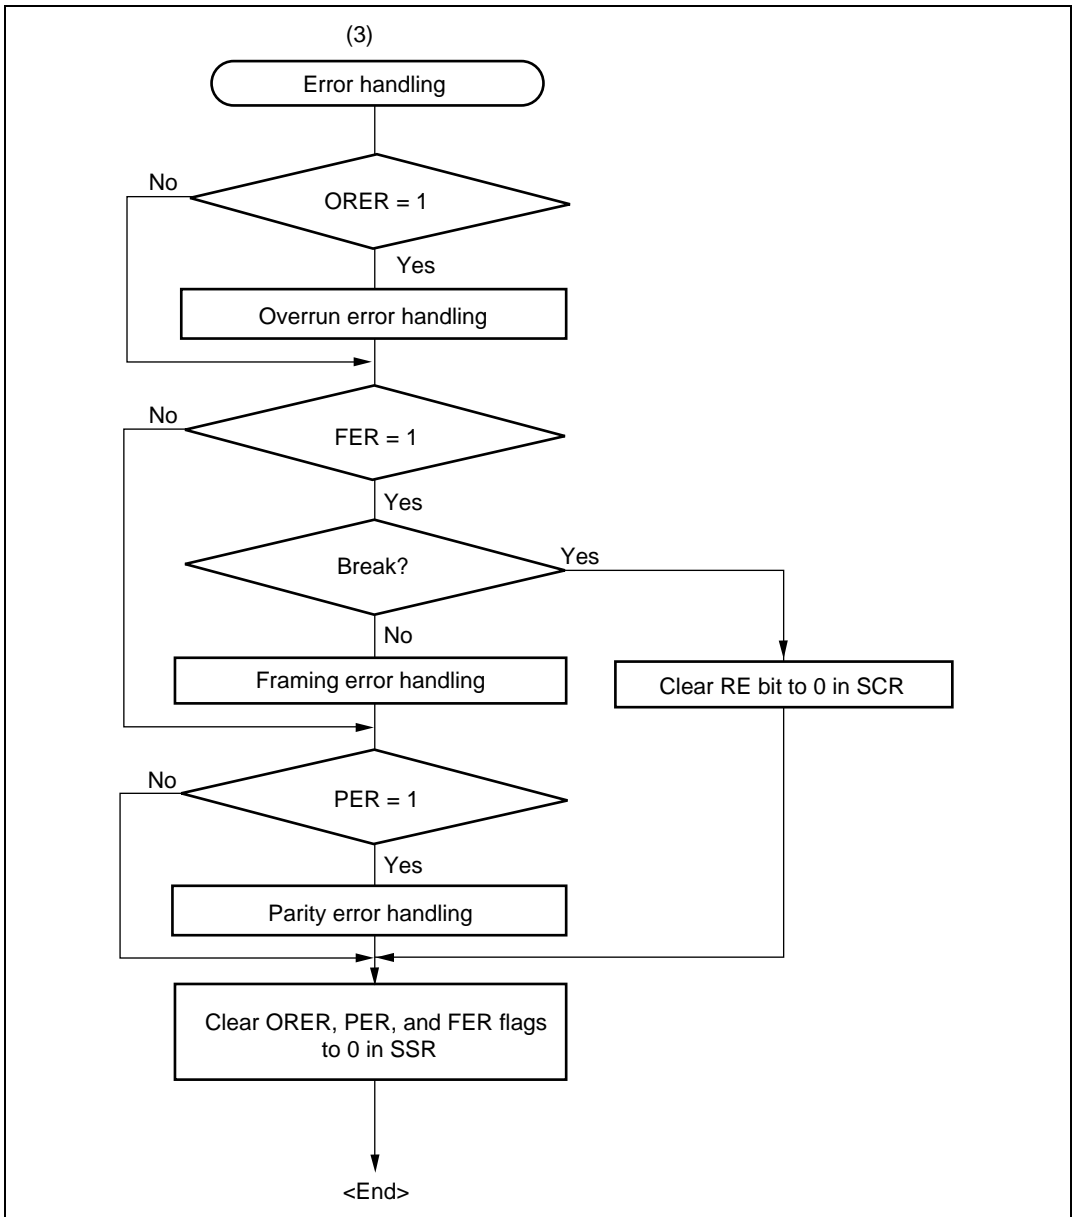 (3)
Error handling
No
ORER = 1
Yes
Overrun error handling
No
FER = 1
Yes
Break?
Yes
No
Framing error handling
Clear RE bit to 0 in SCR
No
PER = 1
Yes
Parity error handling
Clear ORER, PER, and FER flags
to 0 in SSR
<End>